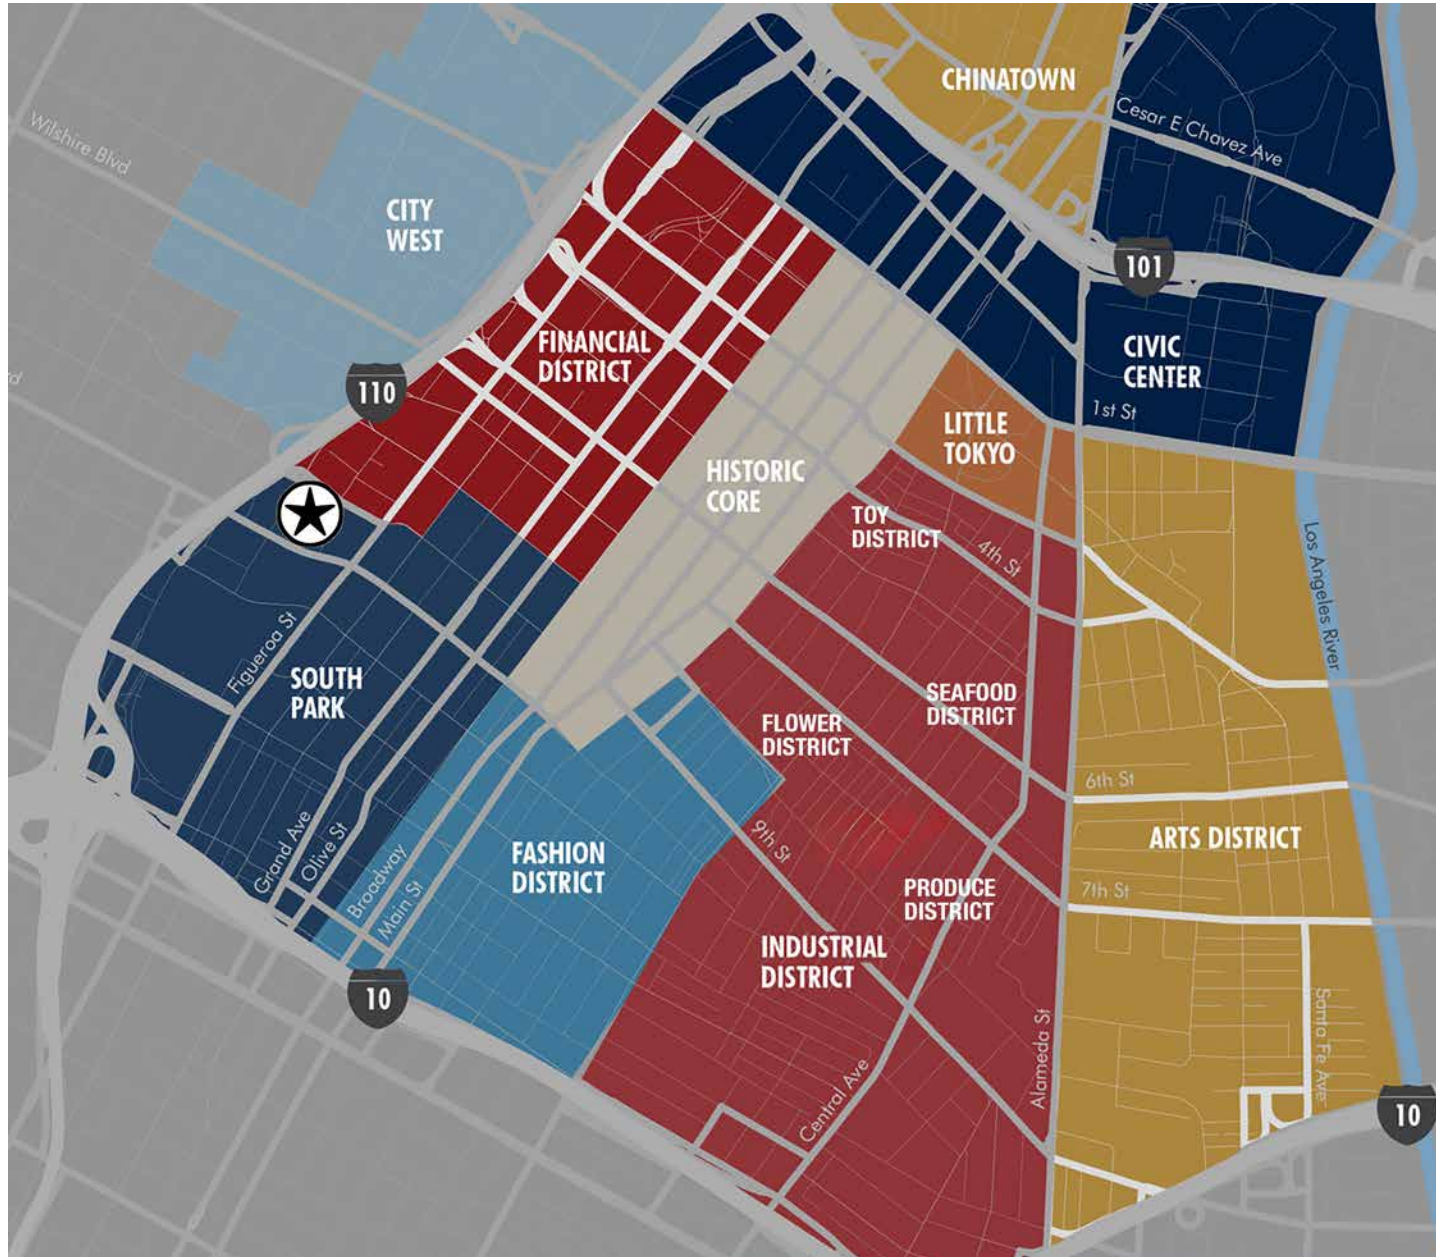 CHINATOWN
Cesar E Chavez Ave
Wilshire Blvd
CITY
WEST
101
FINANCIAL
DISTRICT
CIVIC
CENTER
110
1st St
LITTLE
TOKYO
HISTORIC
CORE
TOY
DISTRICT
4th St
Los Angeles River
Figueroa St
SOUTH
PARK
SEAFOOD
DISTRICT
FLOWER
DISTRICT
6th St
9th St
ARTS DISTRICT
Grand Ave
Olive St
Broadway
Main St
FASHION
DISTRICT
PRODUCE
DISTRICT
7th St
INDUSTRIAL
DISTRICT
10
Santa Fe Ave
Alameda St
Central Ave
10